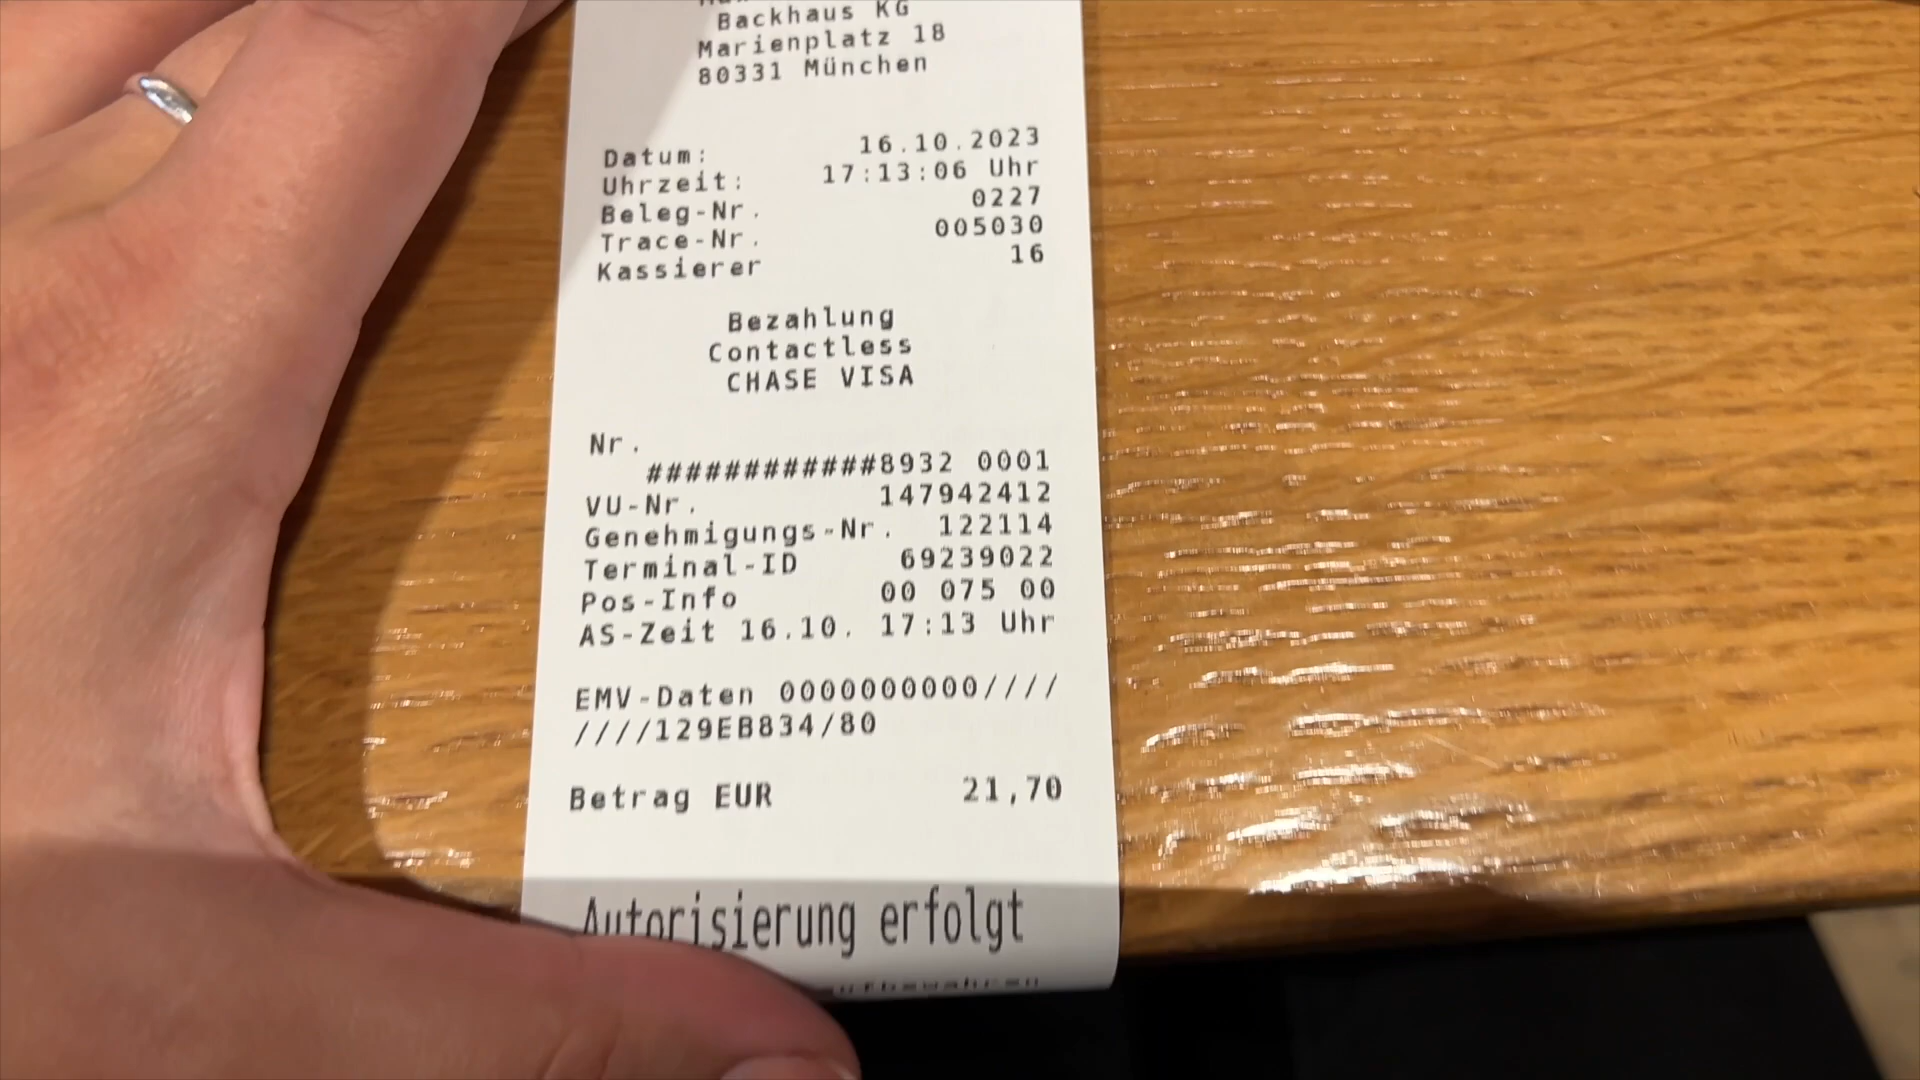 Backhaus KG
Marienplatz 18
80331 München
Datum: 16.10.2023
Uhrzeit: 17:13:06 Uhr
Beleg-Nr. 0227
Trace-Nr. 005030
Kassierer 16
Bezahlung
Contactless
CHASE VISA
Nr.
############8932 0001
VU-Nr. 147942412
Genehmigungs-Nr. 122114
Terminal-ID 69239022
Pos-Info 00 075 00
AS-Zeit 16.10. 17:13 Uhr
EMV-Daten 0000000000////
////129EB834/80
Betrag EUR 21,70
Autorisierung erfolgt